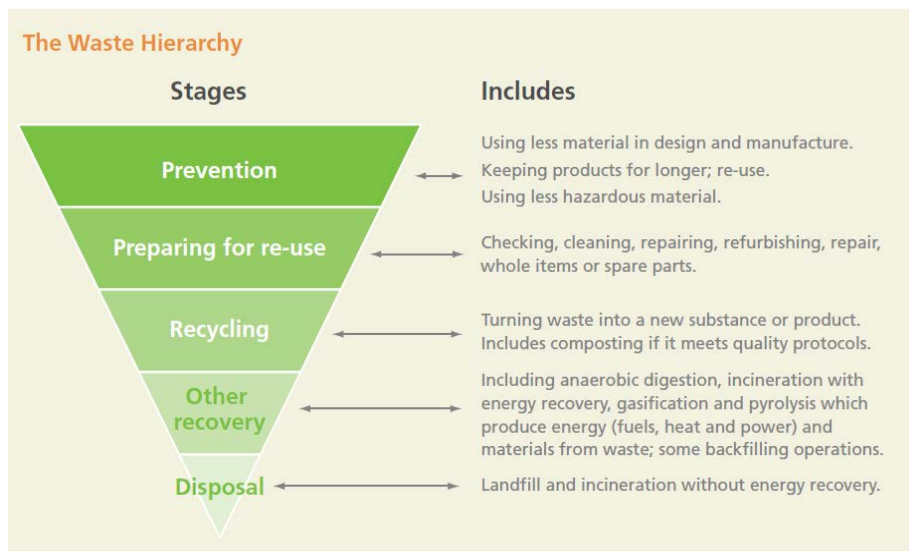 The Waste Hierarchy
Stages
Includes
Prevention
Using less material in design and manufacture.
Keeping products for longer; re-use.
Using less hazardous material.
Preparing for re-use
Checking, cleaning, repairing, refurbishing, repair,
whole items or spare parts.
Recycling
Turning waste into a new substance or product.
Includes composting if it meets quality protocols.
Other
recovery
Including anaerobic digestion, incineration with
energy recovery, gasification and pyrolysis which
produce energy (fuels, heat and power) and
materials from waste; some backfilling operations.
Disposal
Landfill and incineration without energy recovery.